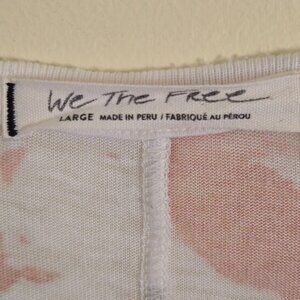 We The Free
LARGE MADE IN PERU / FABRIQUÉ AU PÉROU